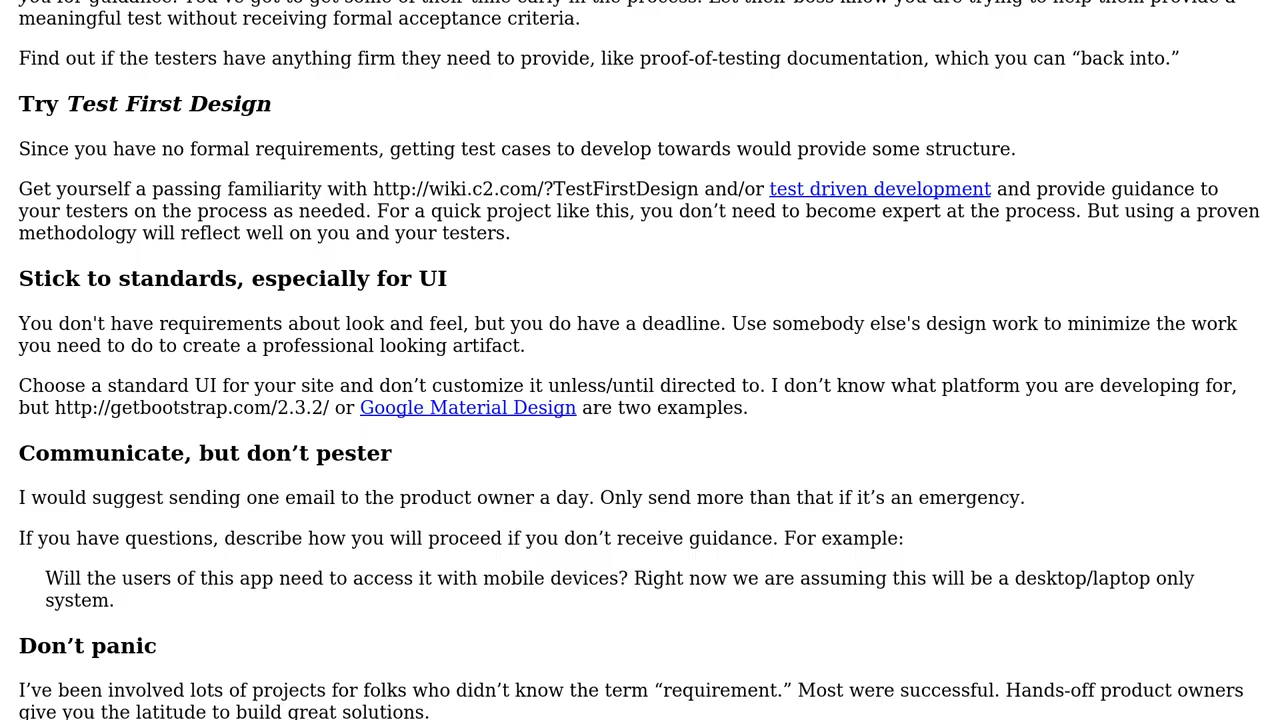 meaningful test without receiving formal acceptance criteria.
Find out if the testers have anything firm they need to provide, like proof-of-testing documentation, which you can “back into.”
Try Test First Design
Since you have no formal requirements, getting test cases to develop towards would provide some structure.
Get yourself a passing familiarity with http://wiki.c2.com/?TestFirstDesign and/or test driven development and provide guidance to
your testers on the process as needed. For a quick project like this, you don’t need to become expert at the process. But using a proven
methodology will reflect well on you and your testers.
Stick to standards, especially for UI
You don't have requirements about look and feel, but you do have a deadline. Use somebody else's design work to minimize the work
you need to do to create a professional looking artifact.
Choose a standard UI for your site and don’t customize it unless/until directed to. I don’t know what platform you are developing for,
but http://getbootstrap.com/2.3.2/ or Google Material Design are two examples.
Communicate, but don’t pester
I would suggest sending one email to the product owner a day. Only send more than that if it’s an emergency.
If you have questions, describe how you will proceed if you don’t receive guidance. For example:
Will the users of this app need to access it with mobile devices? Right now we are assuming this will be a desktop/laptop only
system.
Don’t panic
I’ve been involved lots of projects for folks who didn’t know the term “requirement.” Most were successful. Hands-off product owners
give you the latitude to build great solutions.